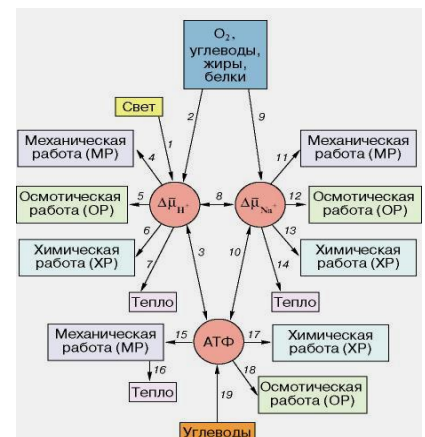 O₂,
углеводы,
жиры,
белки
Свет
1
2
9
Механическая
работа (МР)
4
11
Механическая
работа (МР)
Осмотическая
работа (ОР)
5
Δμ̄H⁺
8
Δμ̄Na⁺
12
Осмотическая
работа (ОР)
6
13
Химическая
работа (ХР)
7
3
10
14
Химическая
работа (ХР)
Тепло
Тепло
Механическая
работа (МР)
15
АТФ
17
Химическая
работа (ХР)
16
18
Тепло
19
Осмотическая
работа (ОР)
Углеводы